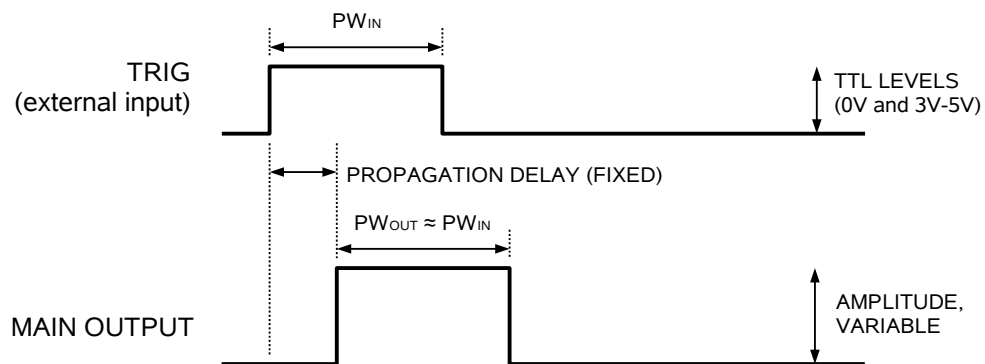 PWIN
TRIG
(external input)
TTL LEVELS
(0V and 3V-5V)
PROPAGATION DELAY (FIXED)
PWOUT ≈ PWIN
MAIN OUTPUT
AMPLITUDE,
VARIABLE